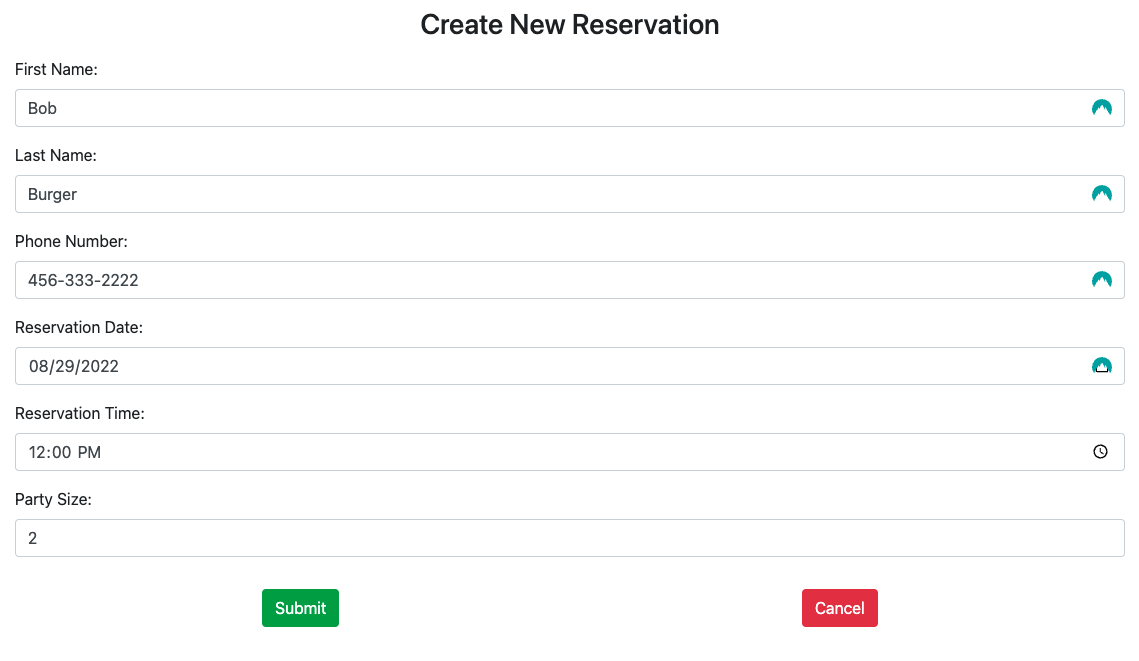 Create New Reservation
First Name:
Bob
Last Name:
Burger
Phone Number:
456-333-2222
Reservation Date:
08/29/2022
Reservation Time:
12:00 PM
Party Size:
2
Submit
Cancel